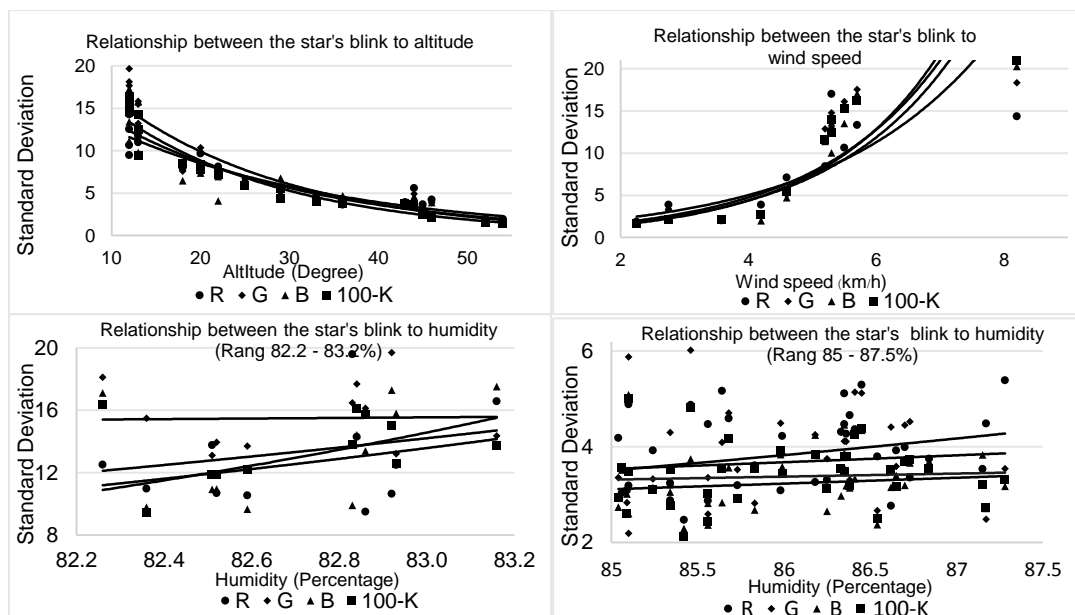 Relationship between the star's blink to altitude
Standard Deviation
20
15
10
5
0
10 20 30 40 50
AltItude (Degree)
R G B 100-K
Relationship between the star's blink to
wind speed
Standard Deviation
20
15
10
5
0
2 4 6 8
Wind speed (km/h)
R G B 100-K
Relationship between the star's blink to humidity
(Rang 82.2 - 83.2%)
Standard Deviation
20
16
12
8
82.2 82.4 82.6 82.8 83 83.2
Humidity (Percentage)
R G B 100-K
Relationship between the star's blink to humidity
(Rang 85 - 87.5%)
Standard Deviation
6
4
2
85 85.5 86 86.5 87 87.5
Humidity (Percentage)
R G B 100-K